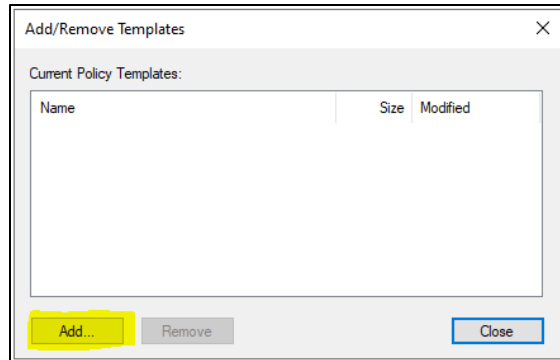 Add/Remove Templates
Current Policy Templates:
Name Size Modified
Add... Remove Close